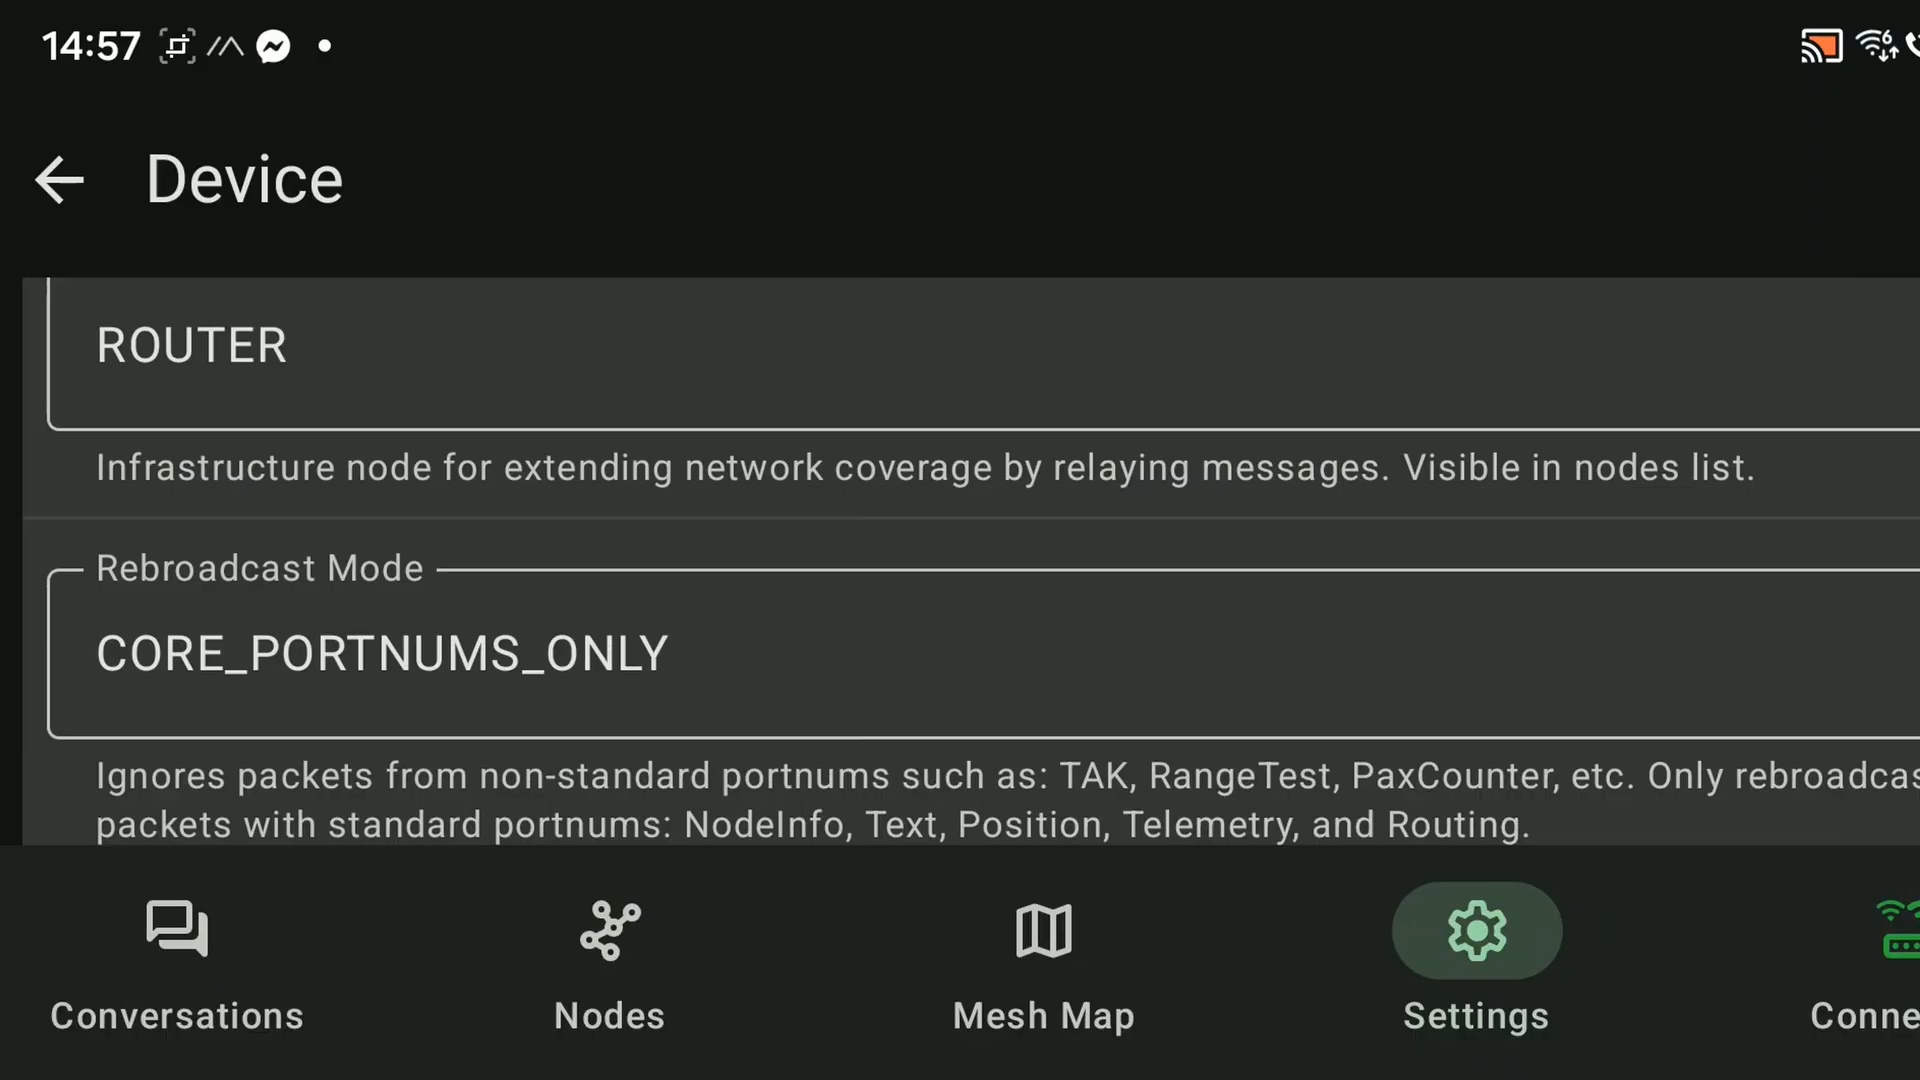 14:57
6
Device
ROUTER
Infrastructure node for extending network coverage by relaying messages. Visible in nodes list.
Rebroadcast Mode
CORE_PORTNUMS_ONLY
Ignores packets from non-standard portnums such as: TAK, RangeTest, PaxCounter, etc. Only rebroadcas
packets with standard portnums: NodeInfo, Text, Position, Telemetry, and Routing.
Conversations
Nodes
Mesh Map
Settings
Conne